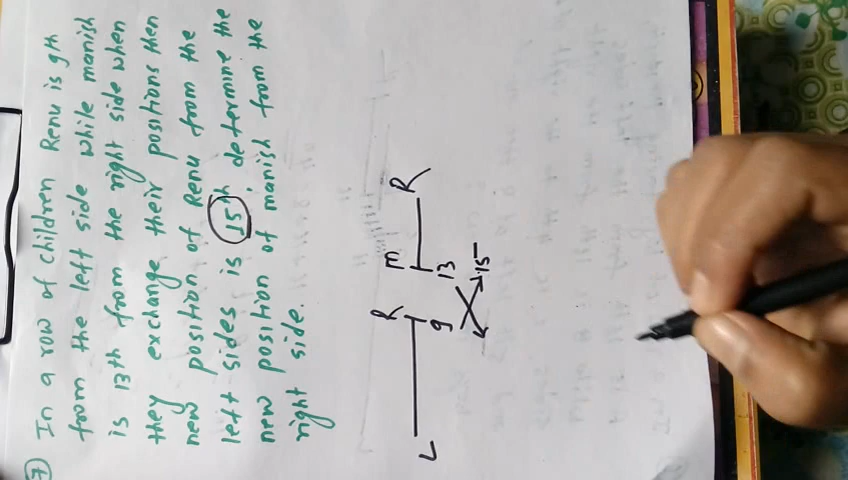 7 In a row of children Renu is 9th
from the left side while manish
is 13th from the right side when
they exchange their positions then
new position of Renu from the
left sides is 15th, determine the
new position of manish from the
right side.
L R m R
9 13
15